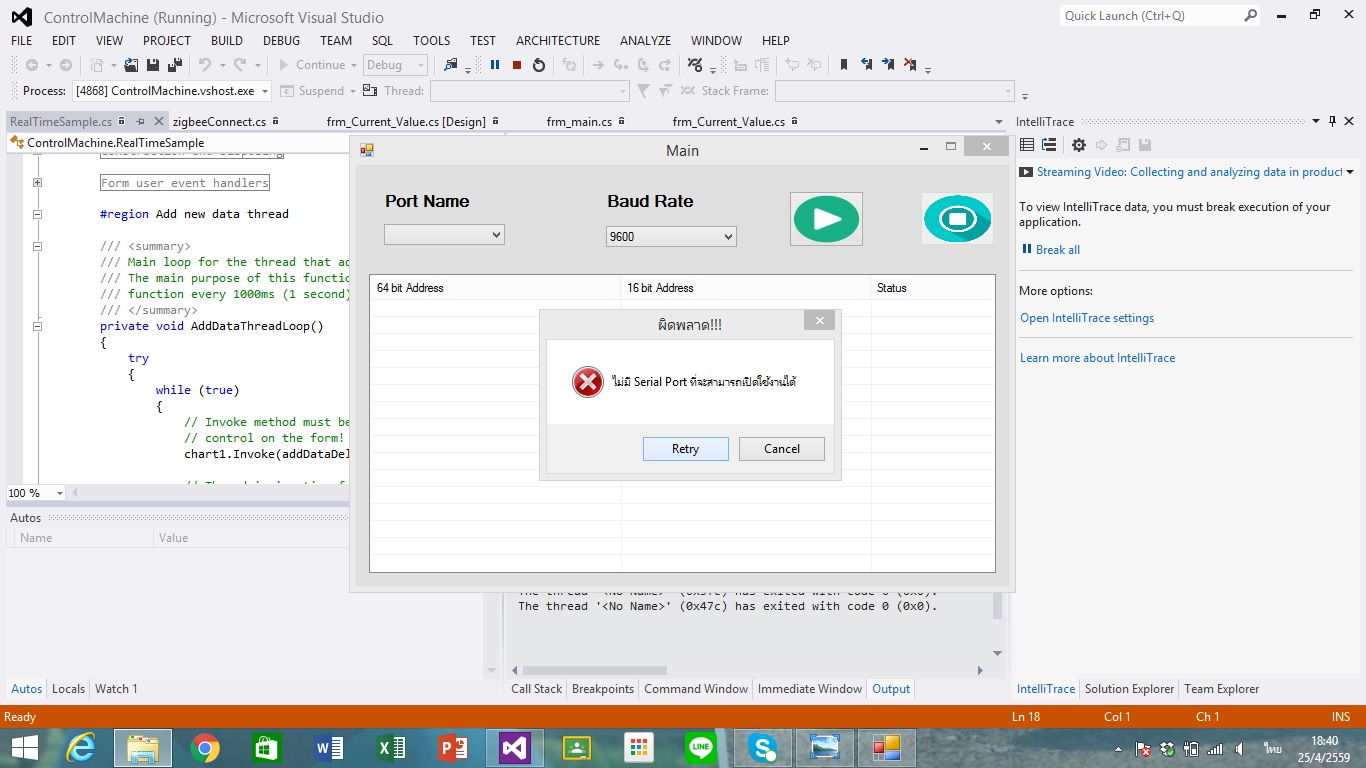 ControlMachine (Running) - Microsoft Visual Studio
Quick Launch (Ctrl+Q)
FILE EDIT VIEW PROJECT BUILD DEBUG TEAM SQL TOOLS TEST ARCHITECTURE ANALYZE WINDOW HELP
Continue Debug
Process: [4868] ControlMachine.vshost.exe Suspend Thread: Stack Frame:
RealTimeSample.cs zigbeeConnect.cs frm_Current_Value.cs [Design] frm_main.cs frm_Current_Value.cs
ControlMachine.RealTimeSample
Form user event handlers
#region Add new data thread
/// <summary>
/// Main loop for the thread that ad
/// The main purpose of this functio
/// function every 1000ms (1 second)
/// </summary>
private void AddDataThreadLoop()
{
try
{
while (true)
{
// Invoke method must be
// control on the form!
chart1.Invoke(addDataDel
100 %
Autos
Name Value
Autos Locals Watch 1
Main
Port Name Baud Rate
9600
64 bit Address 16 bit Address Status
ผิดพลาด!!!
ไม่มี Serial Port ที่จะสามารถเปิดใช้งานได้
Retry Cancel
The thread '<No Name>' (0x47c) has exited with code 0 (0x0).
Call Stack Breakpoints Command Window Immediate Window Output
IntelliTrace
Streaming Video: Collecting and analyzing data in product
To view IntelliTrace data, you must break execution of your
application.
Break all
More options:
Open IntelliTrace settings
Learn more about IntelliTrace
IntelliTrace Solution Explorer Team Explorer
Ready Ln 18 Col 1 Ch 1 INS
LINE
ไทย
18:40
25/4/2559